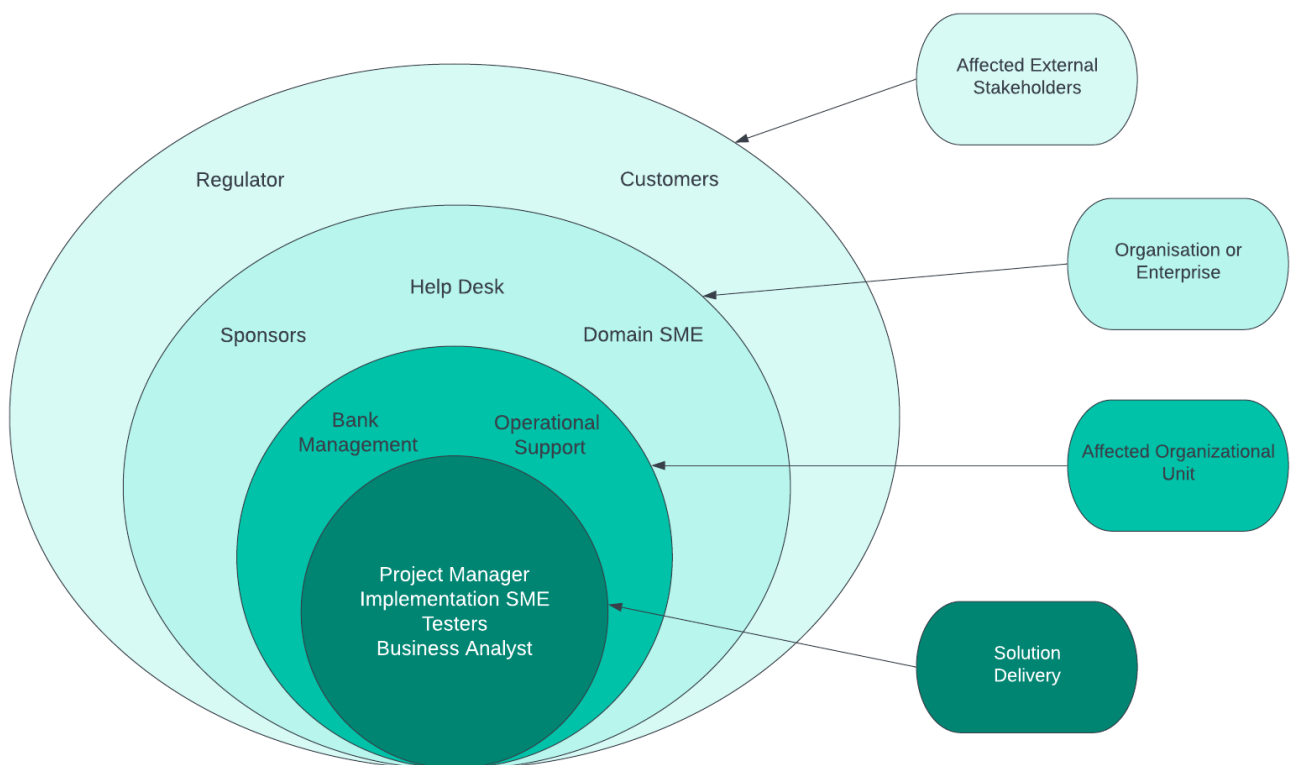 Affected External
Stakeholders
Regulator
Customers
Organisation or
Enterprise
Help Desk
Sponsors
Domain SME
Bank
Management
Operational
Support
Affected Organizational
Unit
Project Manager
Implementation SME
Testers
Business Analyst
Solution
Delivery